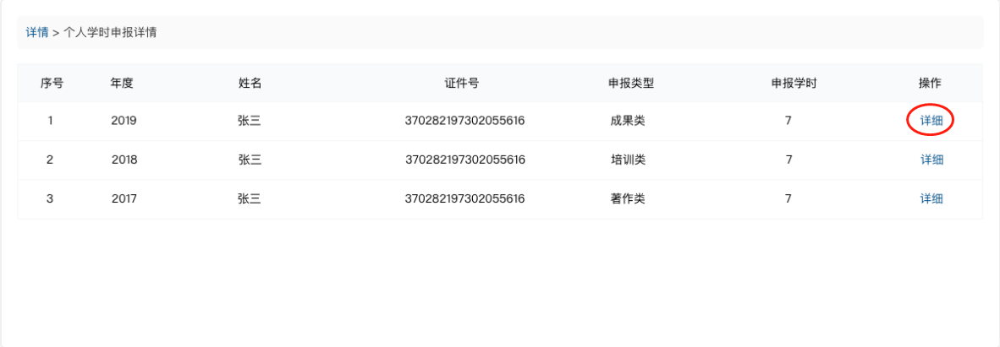 详情 > 个人学时申报详情
序号 年度 姓名 证件号 申报类型 申报学时 操作
1 2019 张三 370282197302055616 成果类 7 详细
2 2018 张三 370282197302055616 培训类 7 详细
3 2017 张三 370282197302055616 著作类 7 详细